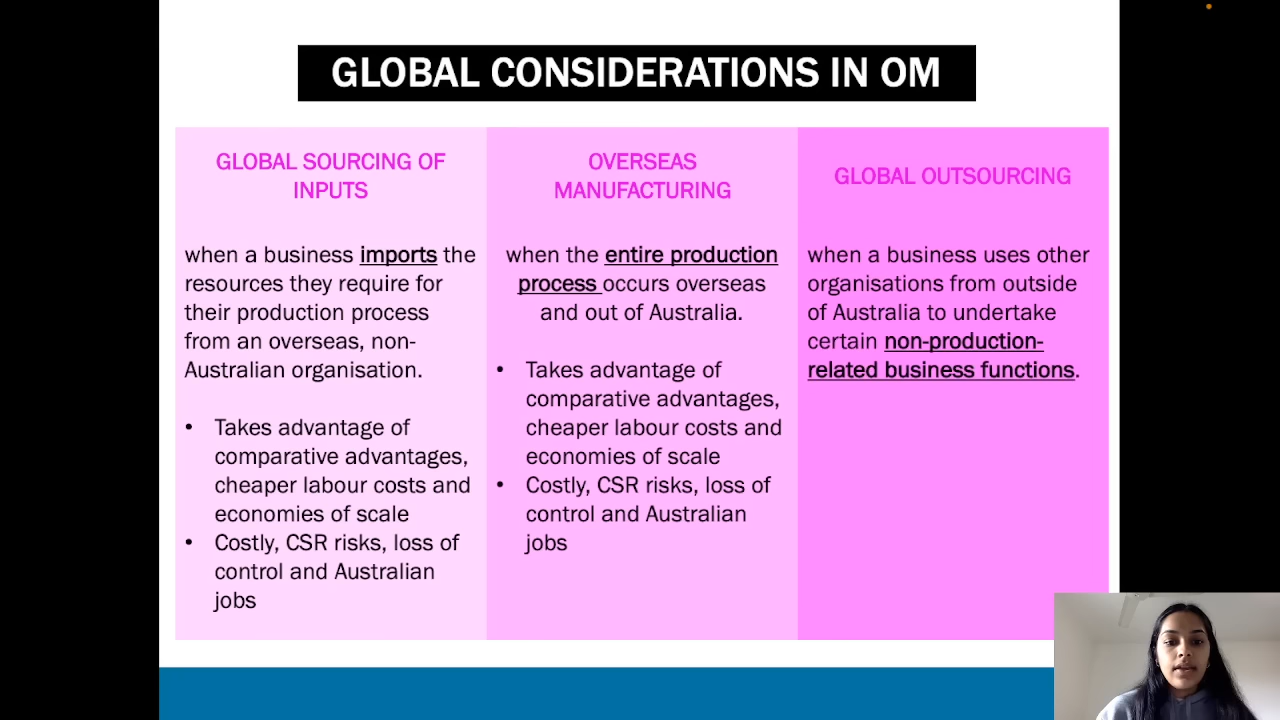 GLOBAL CONSIDERATIONS IN OM
GLOBAL SOURCING OF
INPUTS
when a business imports the
resources they require for
their production process
from an overseas, non-
Australian organisation.
• Takes advantage of
comparative advantages,
cheaper labour costs and
economies of scale
• Costly, CSR risks, loss of
control and Australian
jobs
OVERSEAS
MANUFACTURING
when the entire production
process occurs overseas
and out of Australia.
• Takes advantage of
comparative advantages,
cheaper labour costs and
economies of scale
• Costly, CSR risks, loss of
control and Australian
jobs
GLOBAL OUTSOURCING
when a business uses other
organisations from outside
of Australia to undertake
certain non-production-
related business functions.